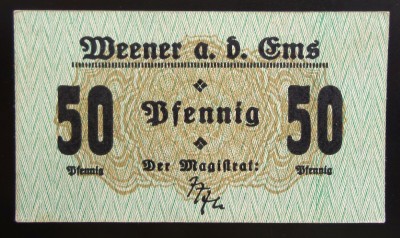 Weener a. d. Ems
50 Pfennig 50
Pfennig Der Magistrat: Pfennig